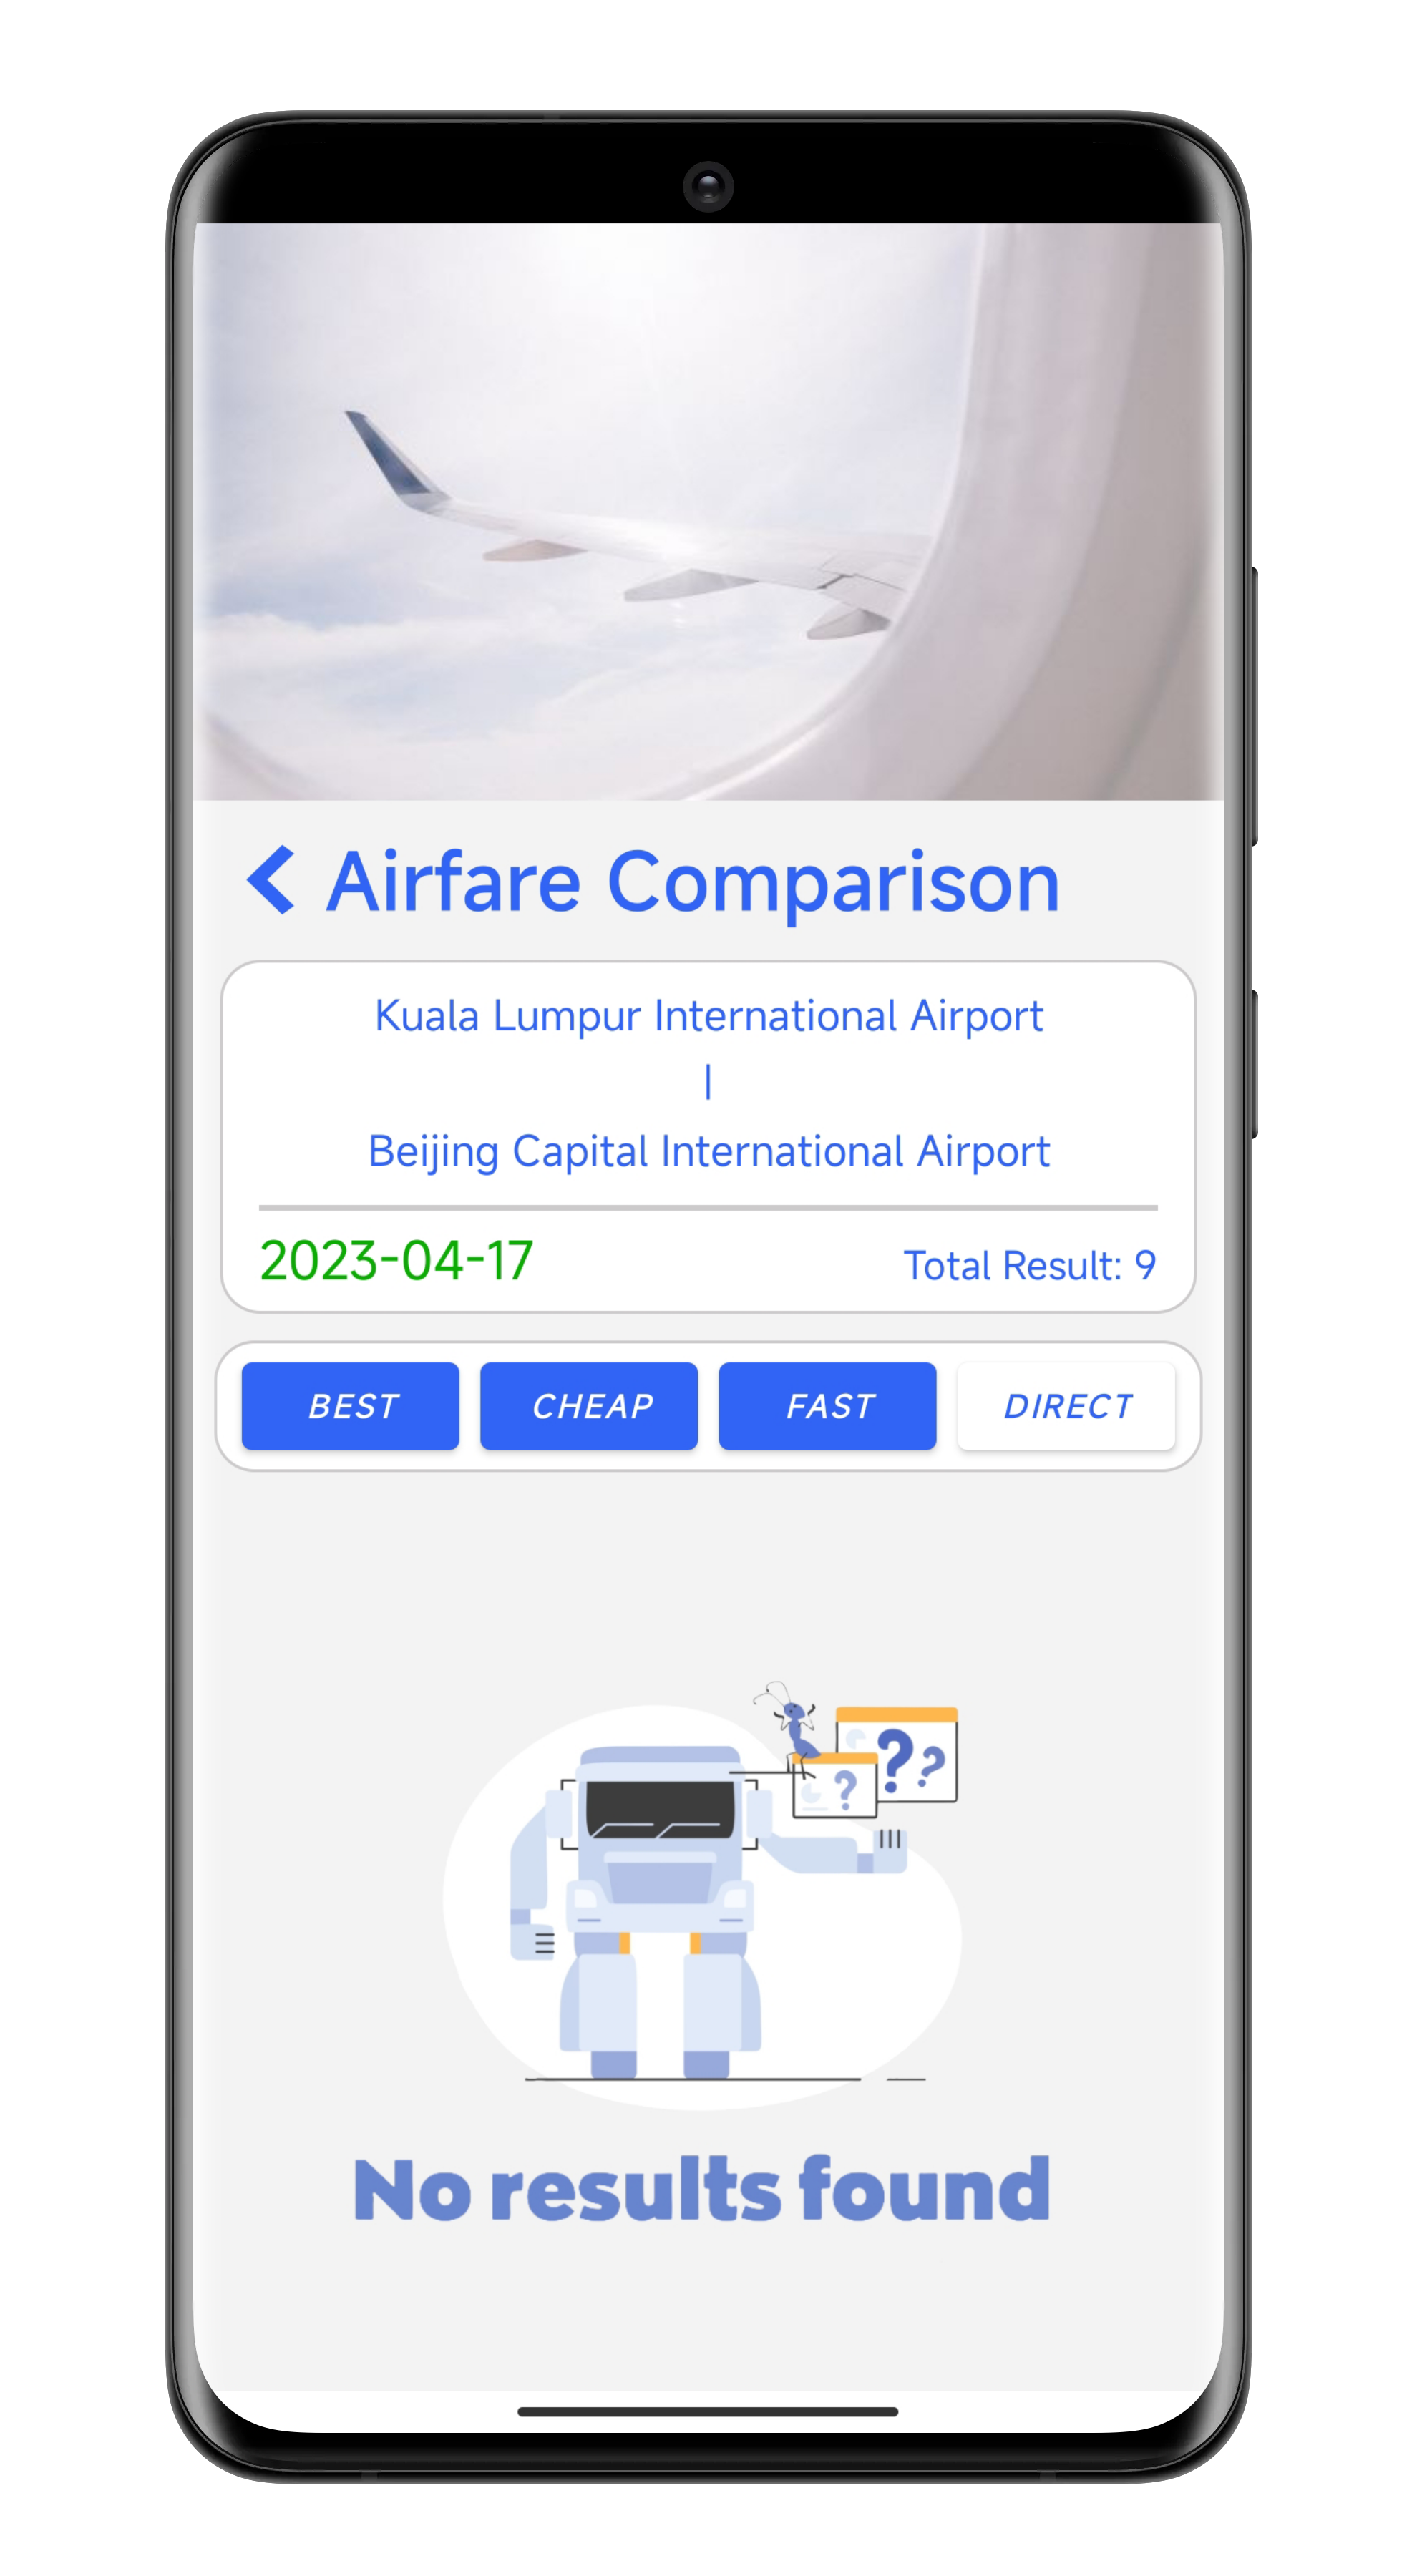 Airfare Comparison
Kuala Lumpur International Airport
|
Beijing Capital International Airport
2023-04-17 Total Result: 9
BEST CHEAP FAST DIRECT
? ? ?
No results found